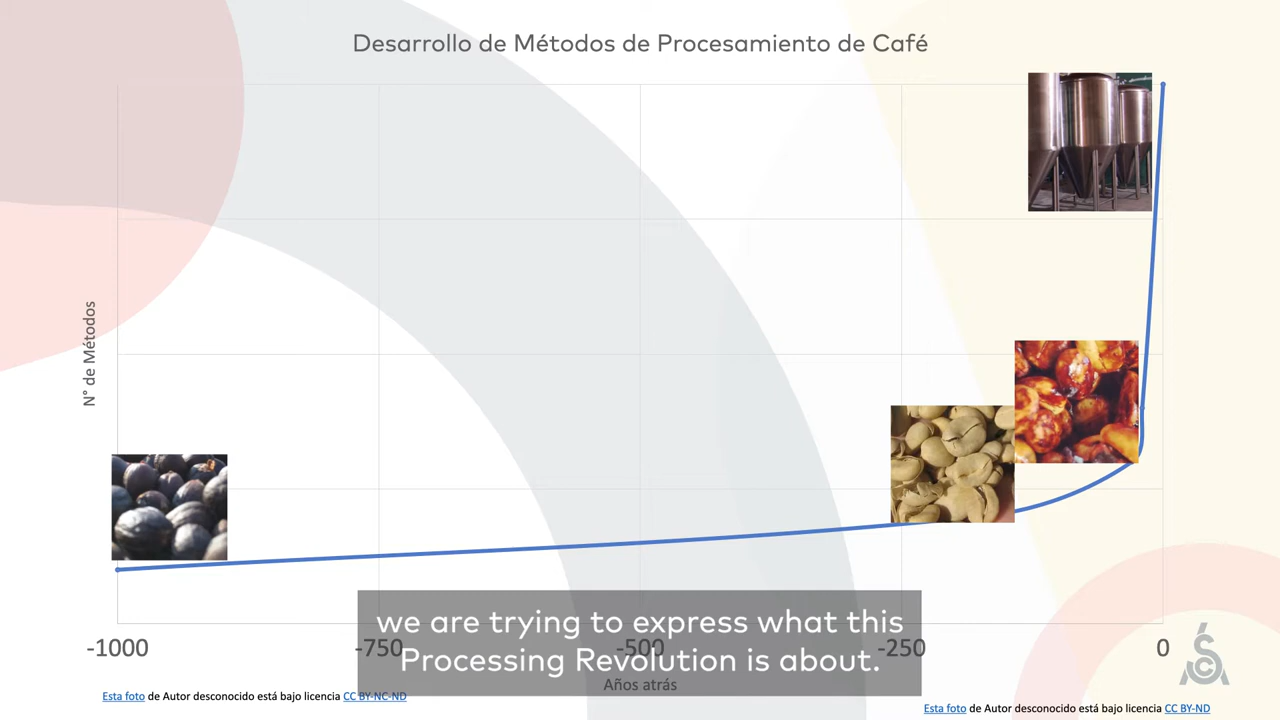 Desarrollo de Métodos de Procesamiento de Café
N° de Métodos
we are trying to express what this
Processing Revolution is about.
-1000
-750
-500
-250
0
Años atrás
Esta foto de Autor desconocido está bajo licencia CC BY-NC-ND
Esta foto de Autor desconocido está bajo licencia CC BY-ND